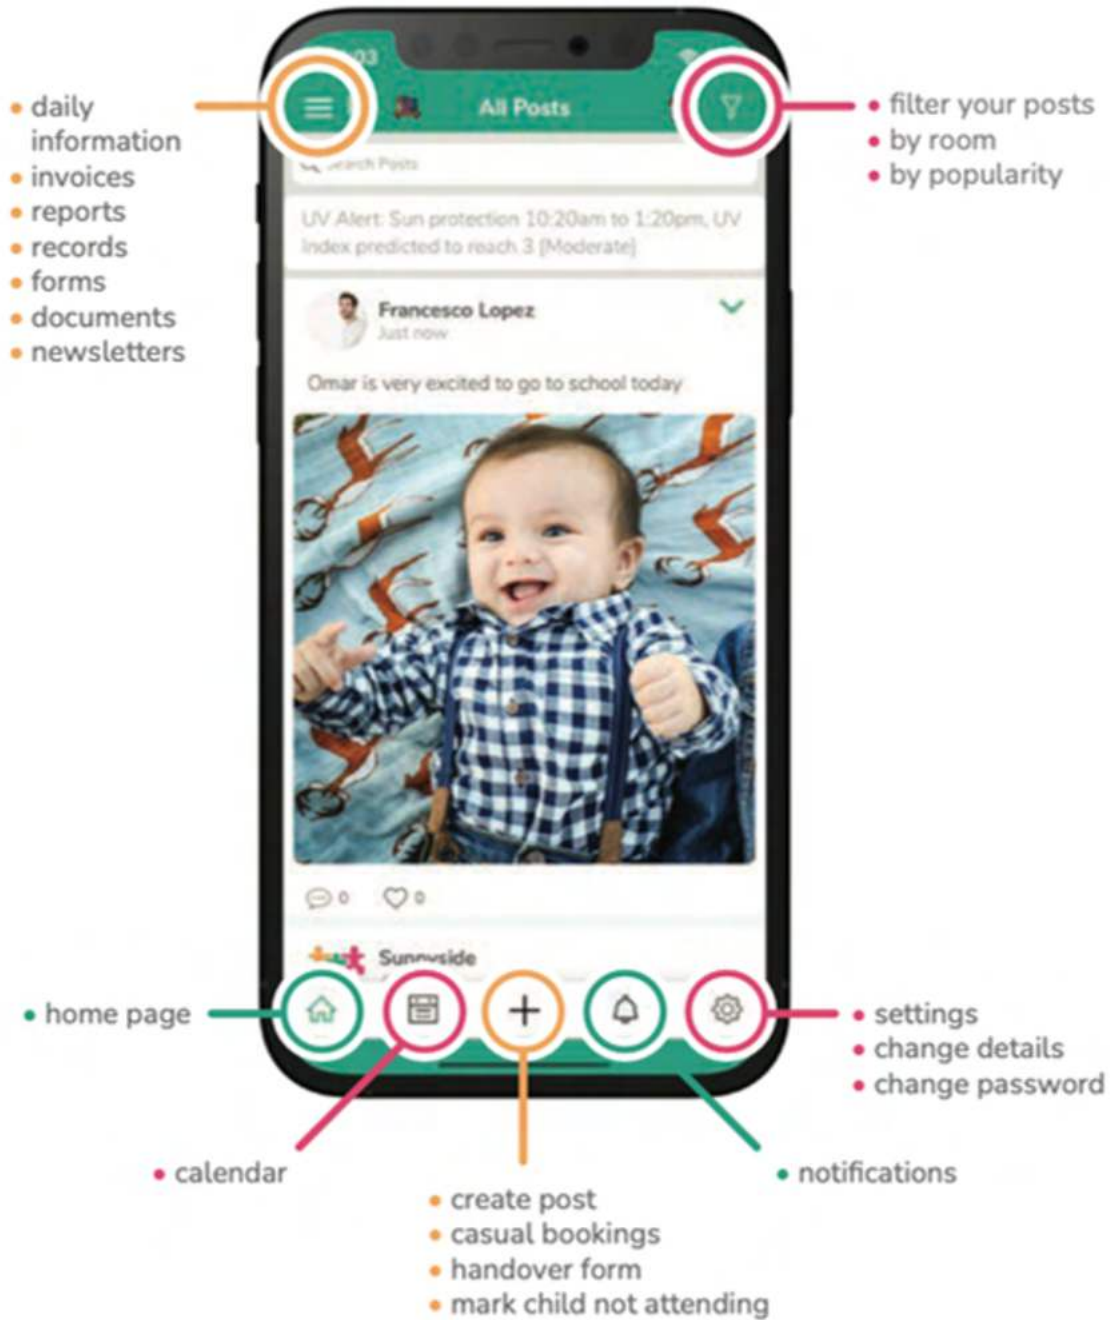 All Posts
Search Posts
UV Alert: Sun protection 10:20am to 1:20pm, UV
Index predicted to reach 3 [Moderate]
Francesco Lopez
Just now
Omar is very excited to go to school today
0 0
Sunnyside
• daily
information
• invoices
• reports
• records
• forms
• documents
• newsletters
• filter your posts
• by room
• by popularity
• home page
• calendar
• create post
• casual bookings
• handover form
• mark child not attending
• notifications
• settings
• change details
• change password